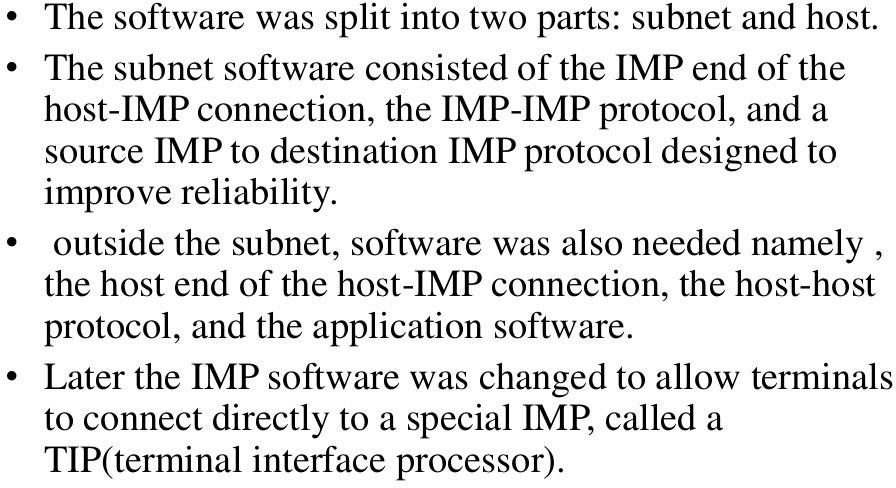 • The software was split into two parts: subnet and host.
• The subnet software consisted of the IMP end of the
host-IMP connection, the IMP-IMP protocol, and a
source IMP to destination IMP protocol designed to
improve reliability.
• outside the subnet, software was also needed namely ,
the host end of the host-IMP connection, the host-host
protocol, and the application software.
• Later the IMP software was changed to allow terminals
to connect directly to a special IMP, called a
TIP(terminal interface processor).